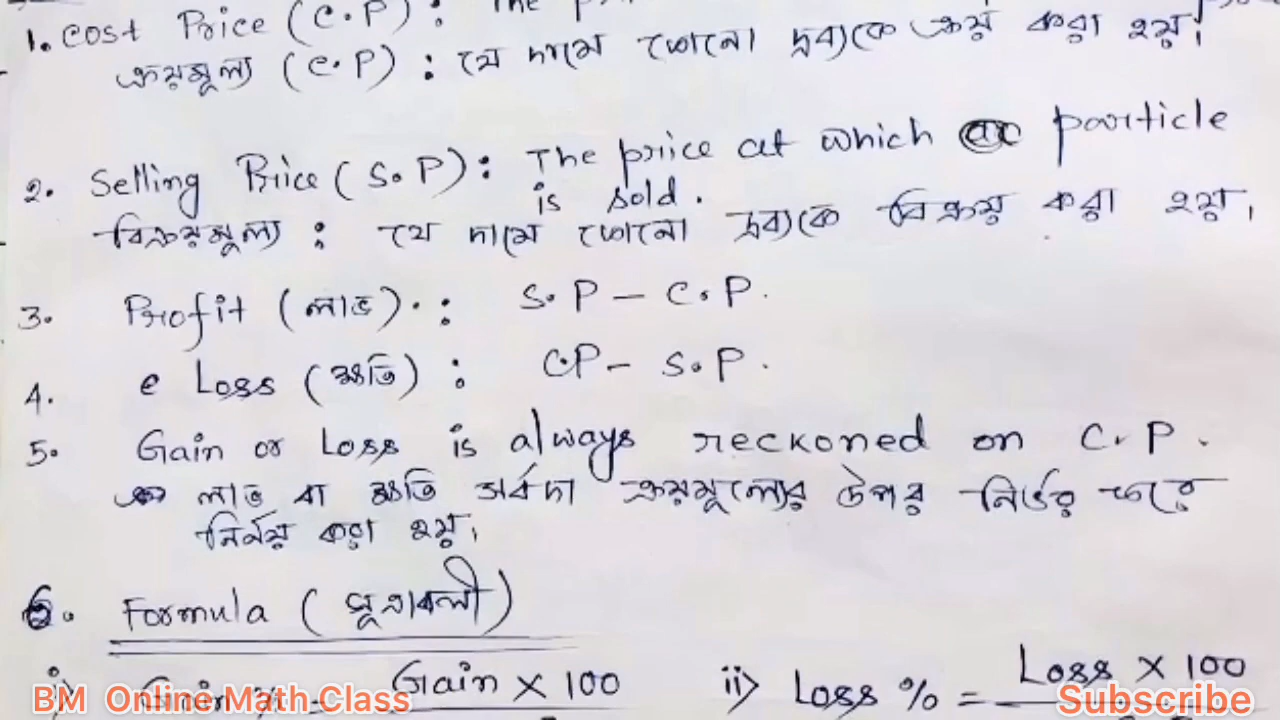 1. Cost Price (C.P) : The
ক্রয়মূল্য (C.P) : যে দামে কোনো দ্রব্যকে ক্রয় করা হয়।
2. Selling Price (S.P) : The price at which particle
is sold.
বিক্রয়মূল্য : যে দামে কোনো দ্রব্যকে বিক্রয় করা হয়।
3. Profit (লাভ) . : S.P – C.P.
4. e Loss (ক্ষতি) : C.P – S.P.
5. Gain or Loss is always reckoned on C.P.
লাভ বা ক্ষতি সর্বদা ক্রয়মূল্যের উপর নির্ভর করে
নির্নয় করা হয়।
6. Formula (সূত্রাবলী)
i) Gain % = Gain × 100
ii) Loss % = Loss × 100
BM Online Math Class
Subscribe